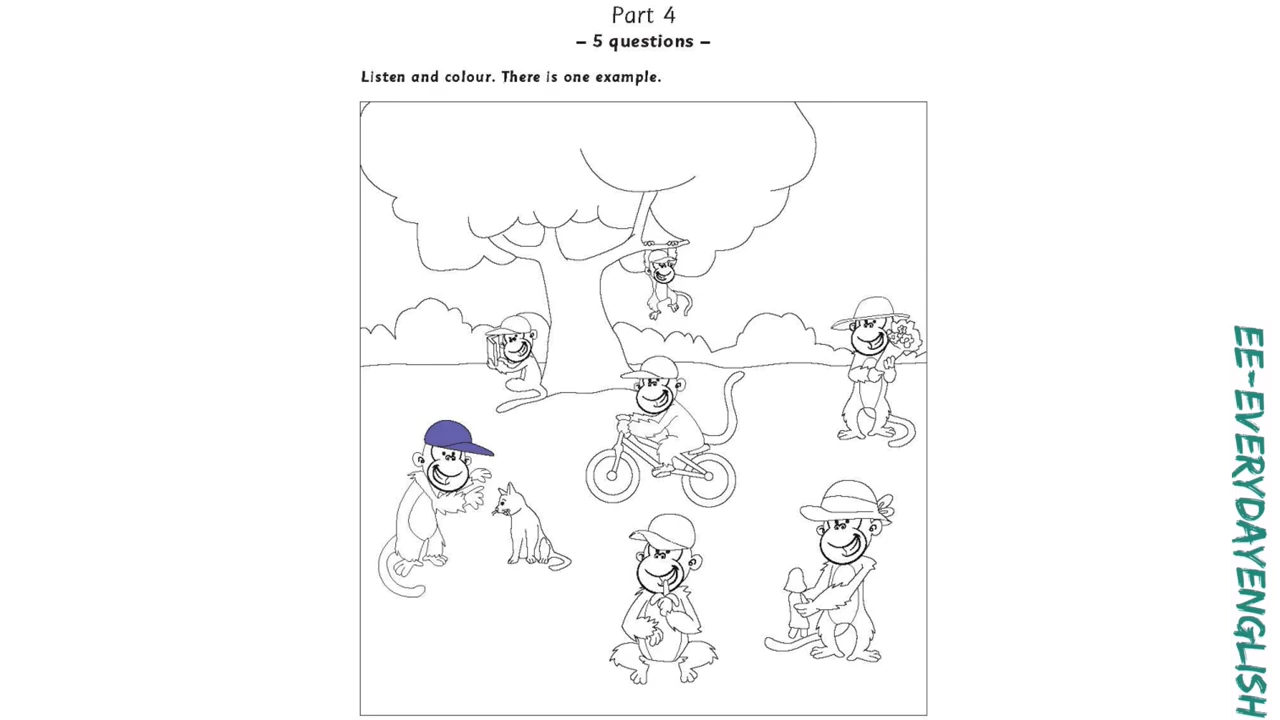 Part 4
– 5 questions –
Listen and colour. There is one example.
EE-EVERYDAYENGLISH